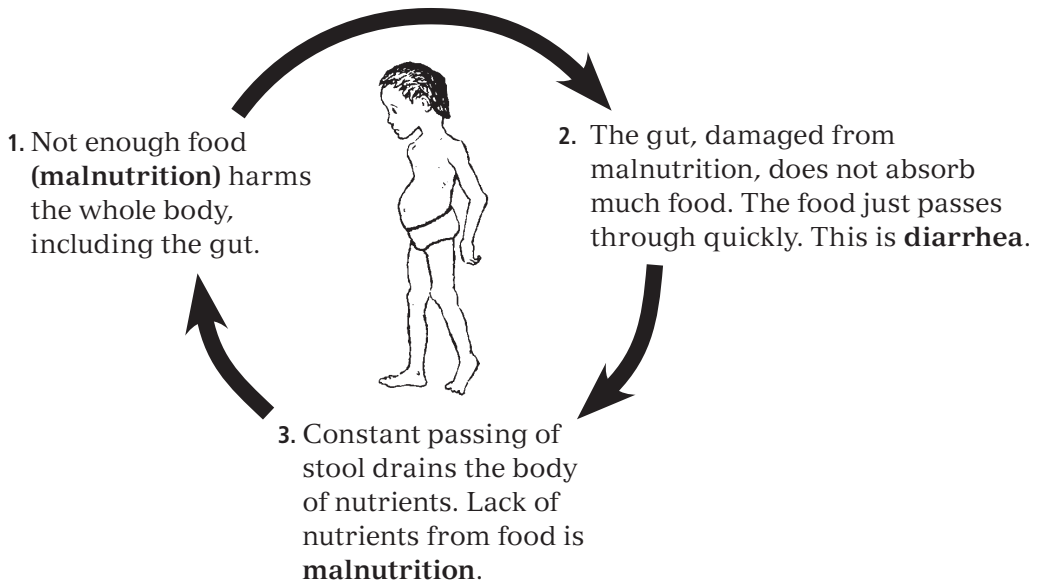 1. Not enough food
(malnutrition) harms
the whole body,
including the gut.
2. The gut, damaged from
malnutrition, does not absorb
much food. The food just passes
through quickly. This is diarrhea.
3. Constant passing of
stool drains the body
of nutrients. Lack of
nutrients from food is
malnutrition.